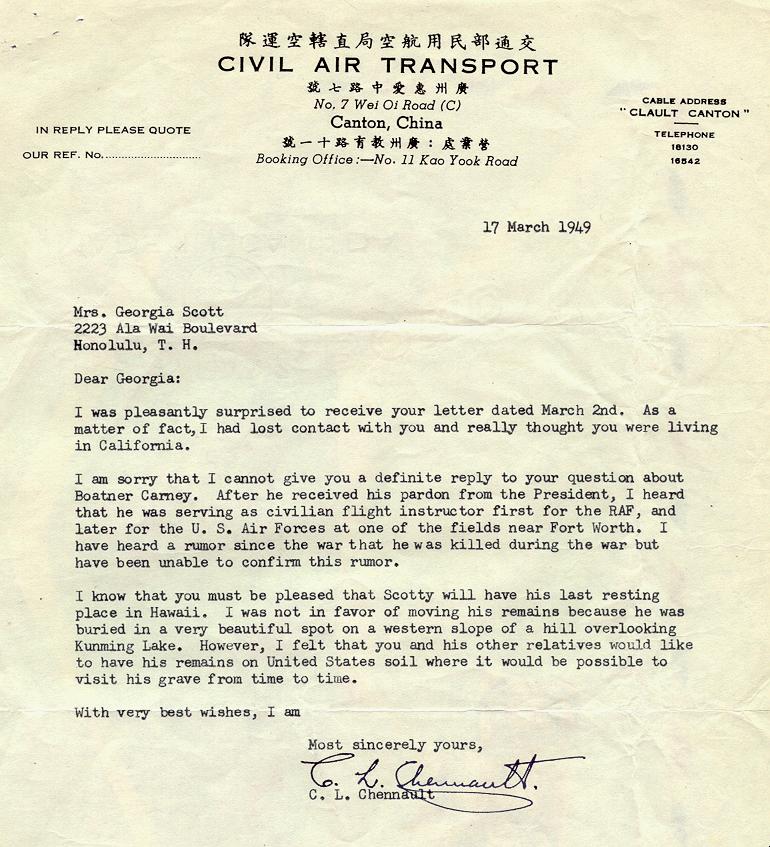 隊運空轄直局空航用民部通交
CIVIL AIR TRANSPORT
號七路中愛惠州廣
No. 7 Wei Oi Road (C)
Canton, China
號一十路育教州廣：處業營
Booking Office:—No. 11 Kao Yook Road
IN REPLY PLEASE QUOTE
OUR REF. No..............................
CABLE ADDRESS
"CLAULT CANTON"
TELEPHONE
18130
16542
17 March 1949
Mrs. Georgia Scott
2223 Ala Wai Boulevard
Honolulu, T. H.
Dear Georgia:
I was pleasantly surprised to receive your letter dated March 2nd. As a
matter of fact, I had lost contact with you and really thought you were living
in California.
I am sorry that I cannot give you a definite reply to your question about
Boatner Carney. After he received his pardon from the President, I heard
that he was serving as civilian flight instructor first for the RAF, and
later for the U. S. Air Forces at one of the fields near Fort Worth. I
have heard a rumor since the war that he was killed during the war but
have been unable to confirm this rumor.
I know that you must be pleased that Scotty will have his last resting
place in Hawaii. I was not in favor of moving his remains because he was
buried in a very beautiful spot on a western slope of a hill overlooking
Kunming Lake. However, I felt that you and his other relatives would like
to have his remains on United States soil where it would be possible to
visit his grave from time to time.
With very best wishes, I am
Most sincerely yours,
C. L. Chennault.
C. L. Chennault